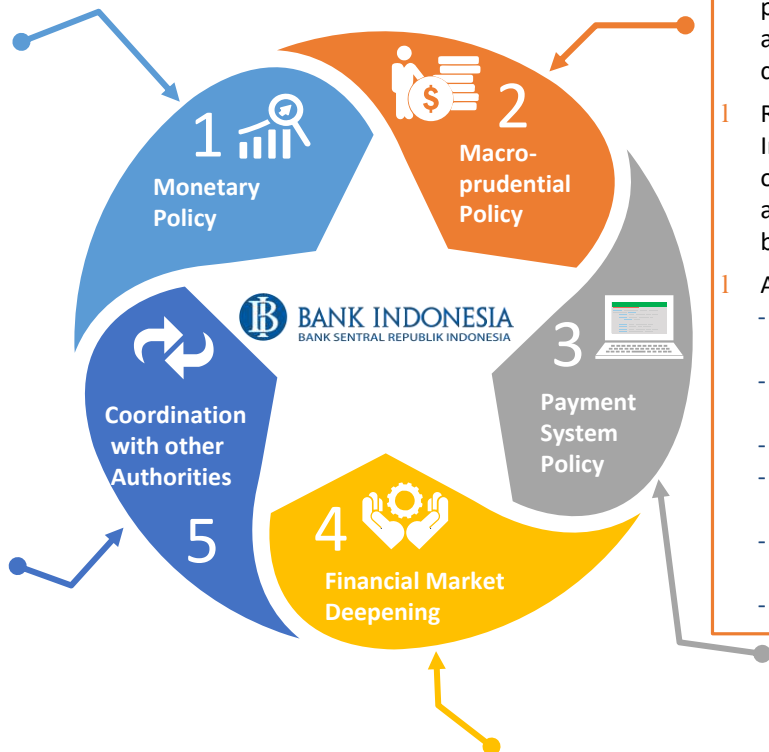 1
Monetary
Policy
2
Macro-
prudential
Policy
BANK INDONESIA
BANK SENTRAL REPUBLIK INDONESIA
3
Payment
System
Policy
Coordination
with other
Authorities
5
4
Financial Market
Deepening